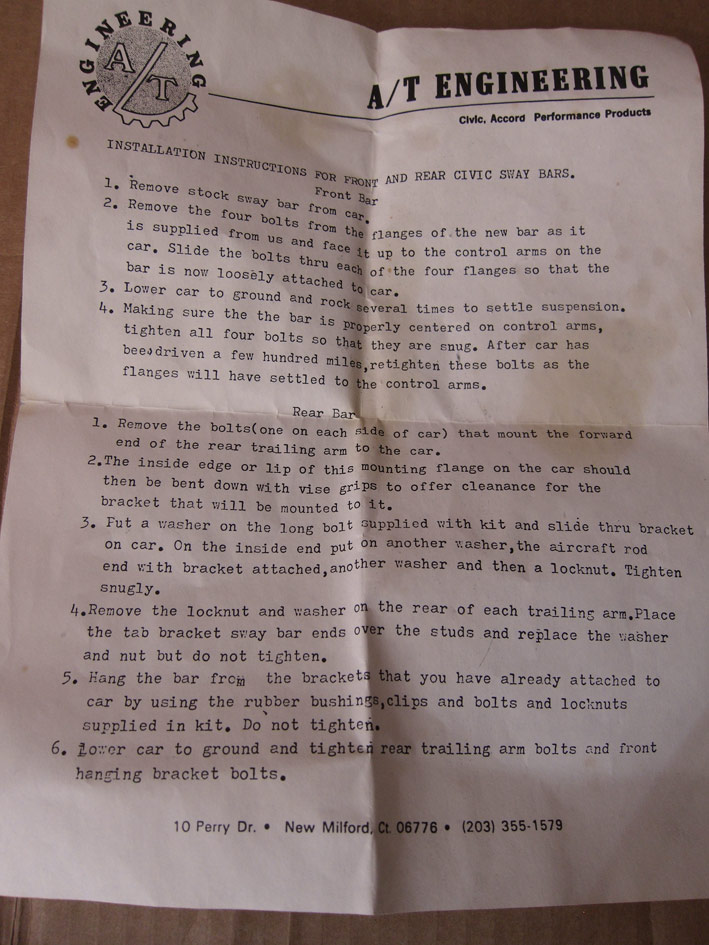 ENGINEERING
A/T
A/T ENGINEERING
Civic, Accord Performance Products
INSTALLATION INSTRUCTIONS FOR FRONT AND REAR CIVIC SWAY BARS.
Front Bar
1. Remove stock sway bar from car.
2. Remove the four bolts from the flanges of the new bar as it
is supplied from us and face it up to the control arms on the
car. Slide the bolts thru each of the four flanges so that the
bar is now loosely attached to car.
3. Lower car to ground and rock several times to settle suspension.
4. Making sure the the bar is properly centered on control arms,
tighten all four bolts so that they are snug. After car has
been driven a few hundred miles,retighten these bolts as the
flanges will have settled to the control arms.
Rear Bar
1. Remove the bolts(one on each side of car) that mount the forward
end of the rear trailing arm to the car.
2.The inside edge or lip of this mounting flange on the car should
then be bent down with vise grips to offer cleanance for the
bracket that will be mounted to it.
3. Put a washer on the long bolt supplied with kit and slide thru bracket
on car. On the inside end put on another washer,the aircraft rod
end with bracket attached,another washer and then a locknut. Tighten
snugly.
4.Remove the locknut and washer on the rear of each trailing arm.Place
the tab bracket sway bar ends over the studs and replace the washer
and nut but do not tighten.
5. Hang the bar from the brackets that you have already attached to
car by using the rubber bushings,clips and bolts and locknuts
supplied in kit. Do not tighten.
6. Lower car to ground and tighten rear trailing arm bolts and front
hanging bracket bolts.
10 Perry Dr. • New Milford, Ct. 06776 • (203) 355-1579